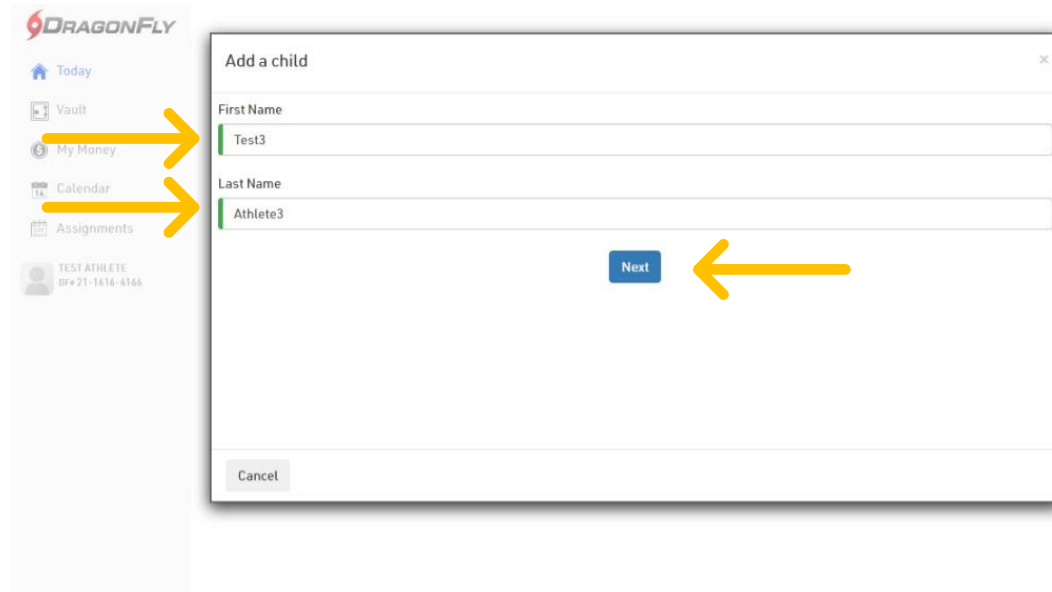 DRAGONFLY
Today
Vault
My Money
Calendar
14
Assignments
TEST ATHLETE
DF# 21-1416-4166
Add a child
×
First Name
Test3
Last Name
Athlete3
Next
Cancel